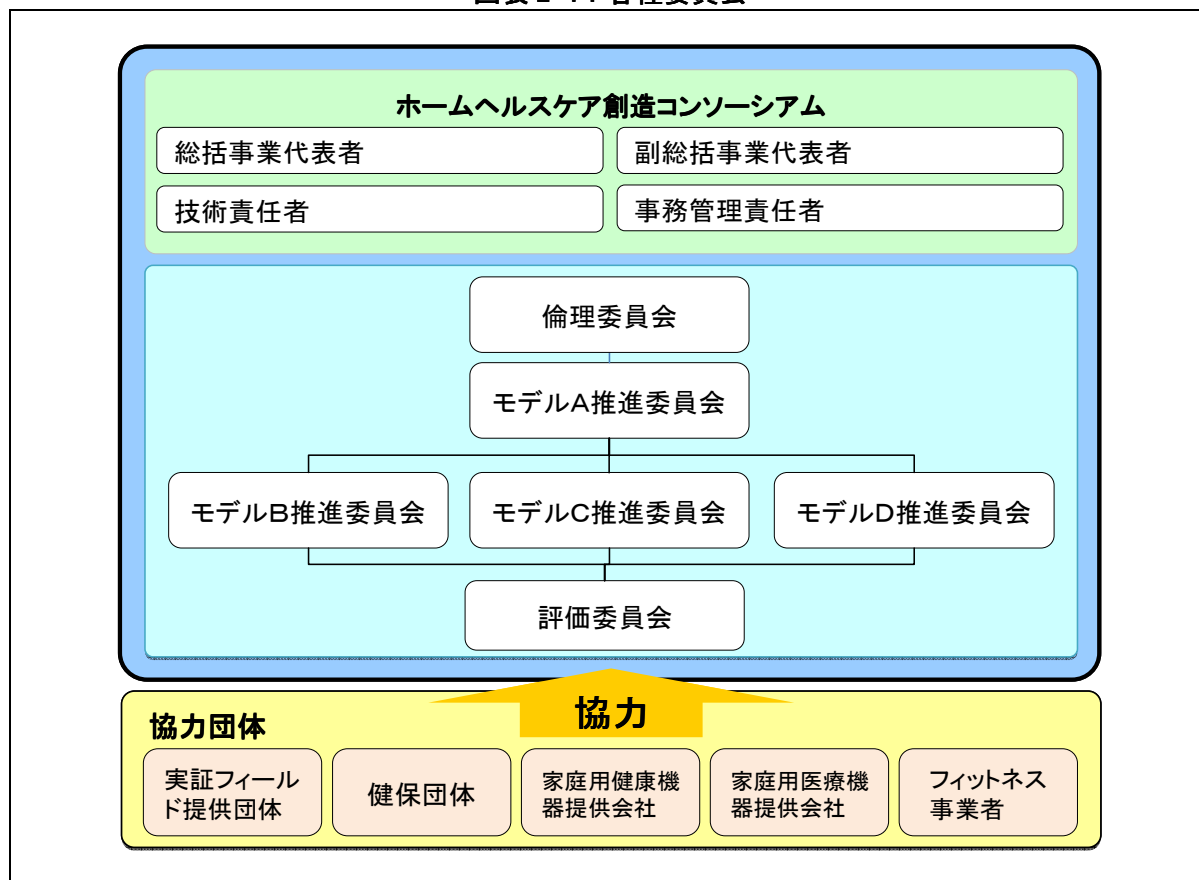 ホームヘルスケア創造コンソーシアム
総括事業代表者
副総括事業代表者
技術責任者
事務管理責任者
倫理委員会
モデルA推進委員会
モデルB推進委員会
モデルC推進委員会
モデルD推進委員会
評価委員会
協力
協力団体
実証フィール
ド提供団体
健保団体
家庭用健康機
器提供会社
家庭用医療機
器提供会社
フィットネス
事業者